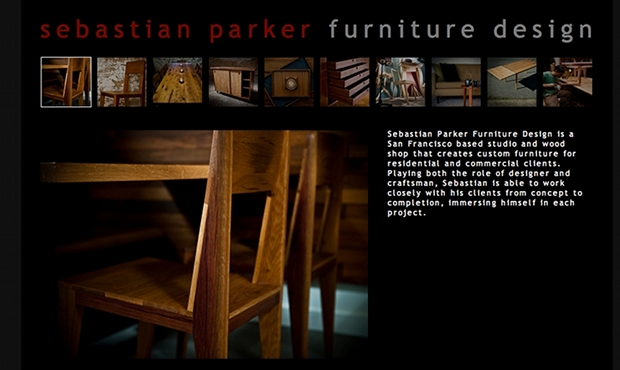 sebastian parker furniture design
Sebastian Parker Furniture Design is a
San Francisco based studio and wood
shop that creates custom furniture for
residential and commercial clients.
Playing both the role of designer and
craftsman, Sebastian is able to work
closely with his clients from concept to
completion, immersing himself in each
project.